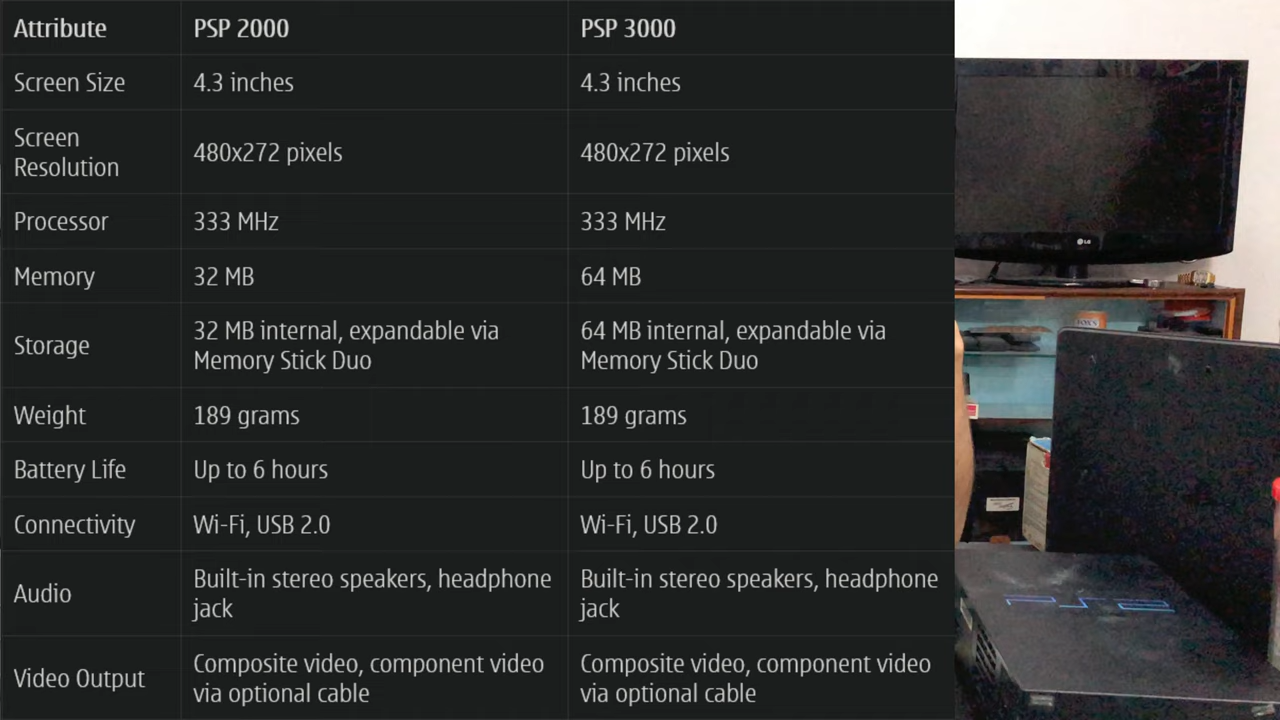 Attribute PSP 2000 PSP 3000
Screen Size 4.3 inches 4.3 inches
Screen
Resolution 480x272 pixels 480x272 pixels
Processor 333 MHz 333 MHz
Memory 32 MB 64 MB
Storage 32 MB internal, expandable via
Memory Stick Duo 64 MB internal, expandable via
Memory Stick Duo
Weight 189 grams 189 grams
Battery Life Up to 6 hours Up to 6 hours
Connectivity Wi-Fi, USB 2.0 Wi-Fi, USB 2.0
Audio Built-in stereo speakers, headphone
jack Built-in stereo speakers, headphone
jack
Video Output Composite video, component video
via optional cable Composite video, component video
via optional cable
LG
PS2